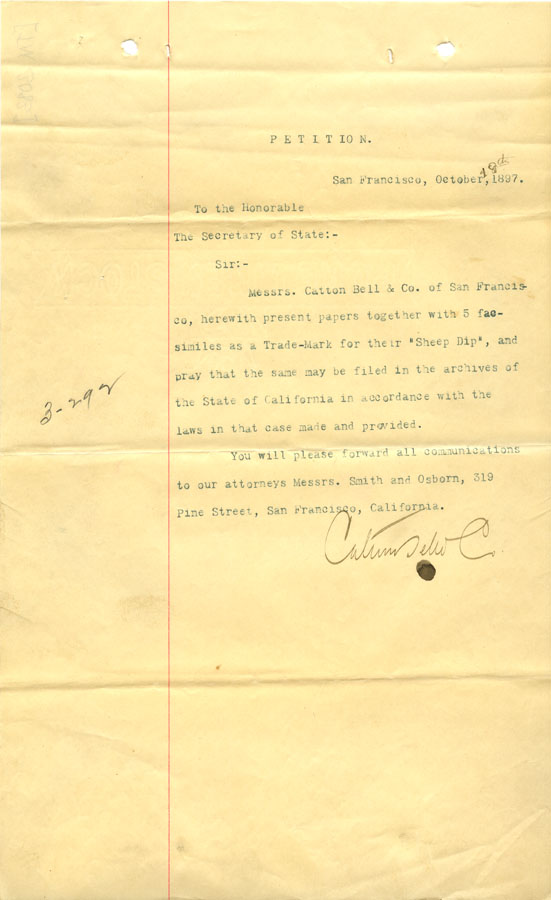 P E T I T I O N.
San Francisco, October, 1897.
To the Honorable
The Secretary of State:-
Sir:-
Messrs. Catton Bell & Co. of San Francis-
co, herewith present papers together with 5 fac-
similes as a Trade-Mark for their "Sheep Dip", and
pray that the same may be filed in the archives of
the State of California in accordance with the
laws in that case made and provided.
You will please forward all communications
to our attorneys Messrs. Smith and Osborn, 319
Pine Street, San Francisco, California.
Catton Bell & Co.
3-292